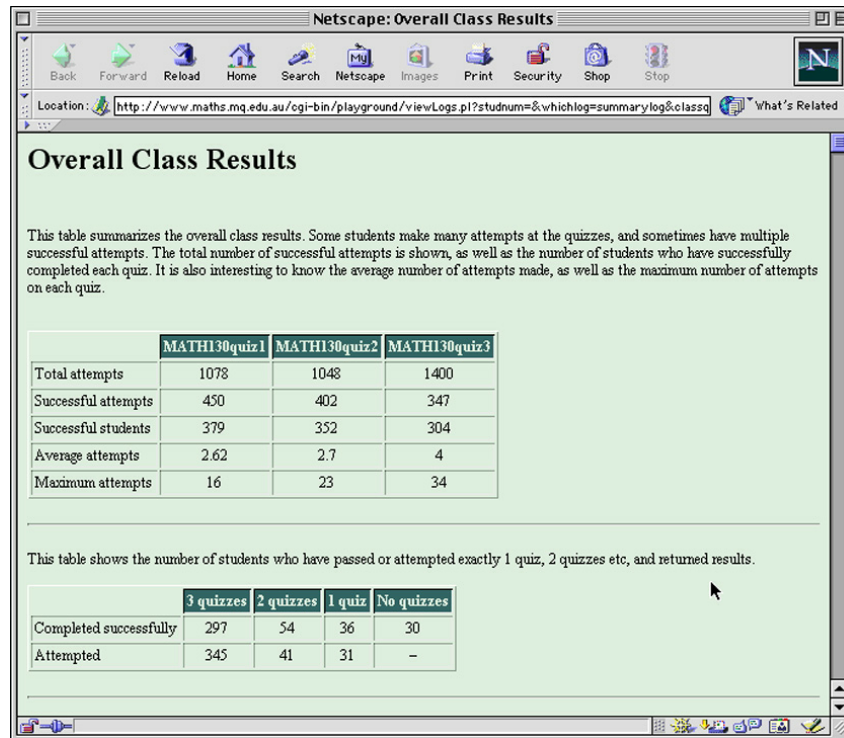 Netscape: Overall Class Results
Back Forward Reload Home Search Netscape Images Print Security Shop Stop
My
N
Location: http://www.maths.mq.edu.au/cgi-bin/playground/viewLogs.pl?studnum=&whichlog=summarylog&classq What's Related
Overall Class Results
This table summarizes the overall class results. Some students make many attempts at the quizzes, and sometimes have multiple
successful attempts. The total number of successful attempts is shown, as well as the number of students who have successfully
completed each quiz. It is also interesting to know the average number of attempts made, as well as the maximum number of attempts
on each quiz.
MATH130quiz1 MATH130quiz2 MATH130quiz3
Total attempts 1078 1048 1400
Successful attempts 450 402 347
Successful students 379 352 304
Average attempts 2.62 2.7 4
Maximum attempts 16 23 34
This table shows the number of students who have passed or attempted exactly 1 quiz, 2 quizzes etc, and returned results.
3 quizzes 2 quizzes 1 quiz No quizzes
Completed successfully 297 54 36 30
Attempted 345 41 31 –